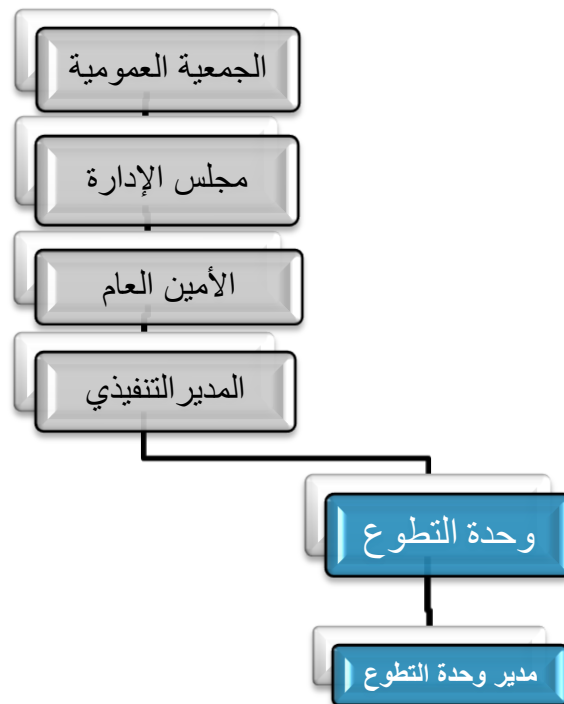 الجمعية العمومية
مجلس الإدارة
الأمين العام
المدير التنفيذي
وحدة التطوع
مدير وحدة التطوع